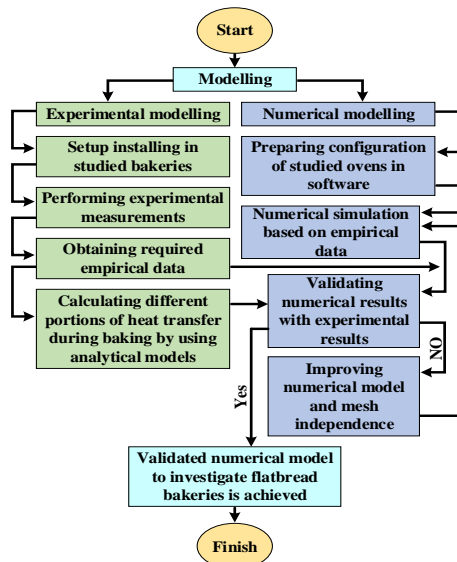 Start
Modelling
Experimental modelling
Setup installing in
studied bakeries
Performing experimental
measurements
Obtaining required
empirical data
Calculating different
portions of heat transfer
during baking by using
analytical models
Numerical modelling
Preparing configuration
of studied ovens in
software
Numerical simulation
based on empirical
data
Validating
numerical results
with experimental
results
NO
Improving
numerical model
and mesh
independence
Yes
Validated numerical model
to investigate flatbread
bakeries is achieved
Finish